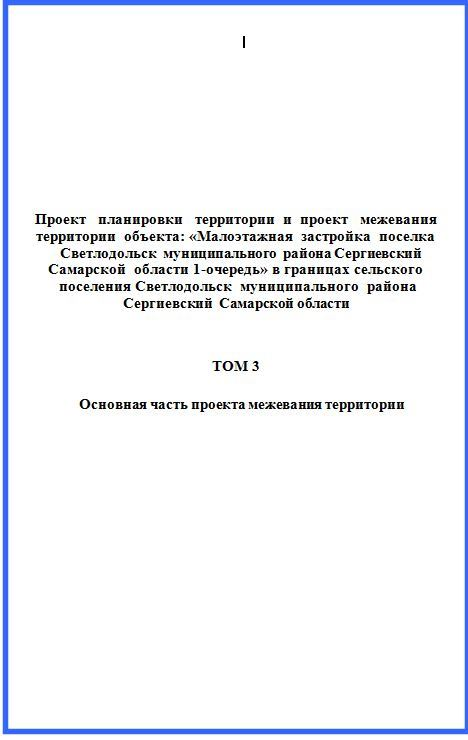 Проект планировки территории и проект межевания
территории объекта: «Малоэтажная застройка поселка
Светлодольск муниципального района Сергиевский
Самарской области 1-очередь» в границах сельского
поселения Светлодольск муниципального района
Сергиевский Самарской области
ТОМ 3
Основная часть проекта межевания территории